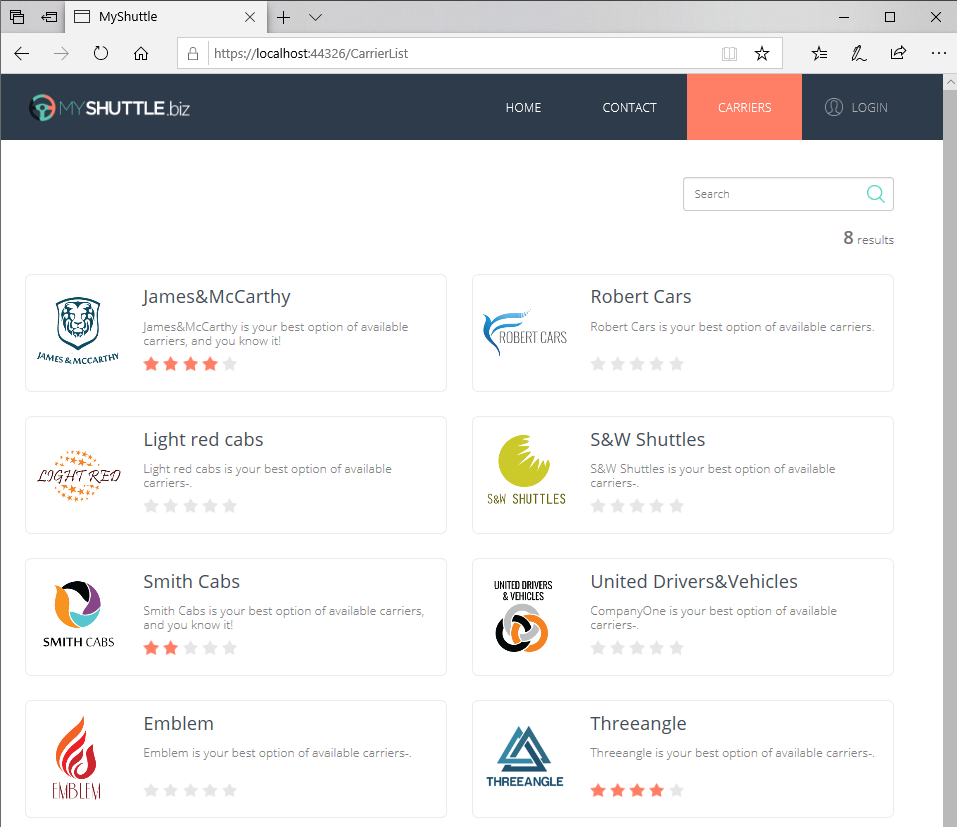 MyShuttle
https://localhost:44326/CarrierList
MYSHUTTLE.biz
HOME
CONTACT
CARRIERS
LOGIN
Search
8 results
JAMES & MCCARTHY
James&McCarthy
James&McCarthy is your best option of available
carriers, and you know it!
ROBERT CARS
Robert Cars
Robert Cars is your best option of available carriers.
LIGHT RED
Light red cabs
Light red cabs is your best option of available
carriers-.
S&W SHUTTLES
S&W Shuttles
S&W Shuttles is your best option of available
carriers-.
SMITH CABS
Smith Cabs
Smith Cabs is your best option of available carriers,
and you know it!
UNITED DRIVERS
& VEHICLES
United Drivers&Vehicles
CompanyOne is your best option of available
carriers-.
EMBLEM
Emblem
Emblem is your best option of available carriers-.
THREEANGLE
Threeangle
Threeangle is your best option of available carriers-.